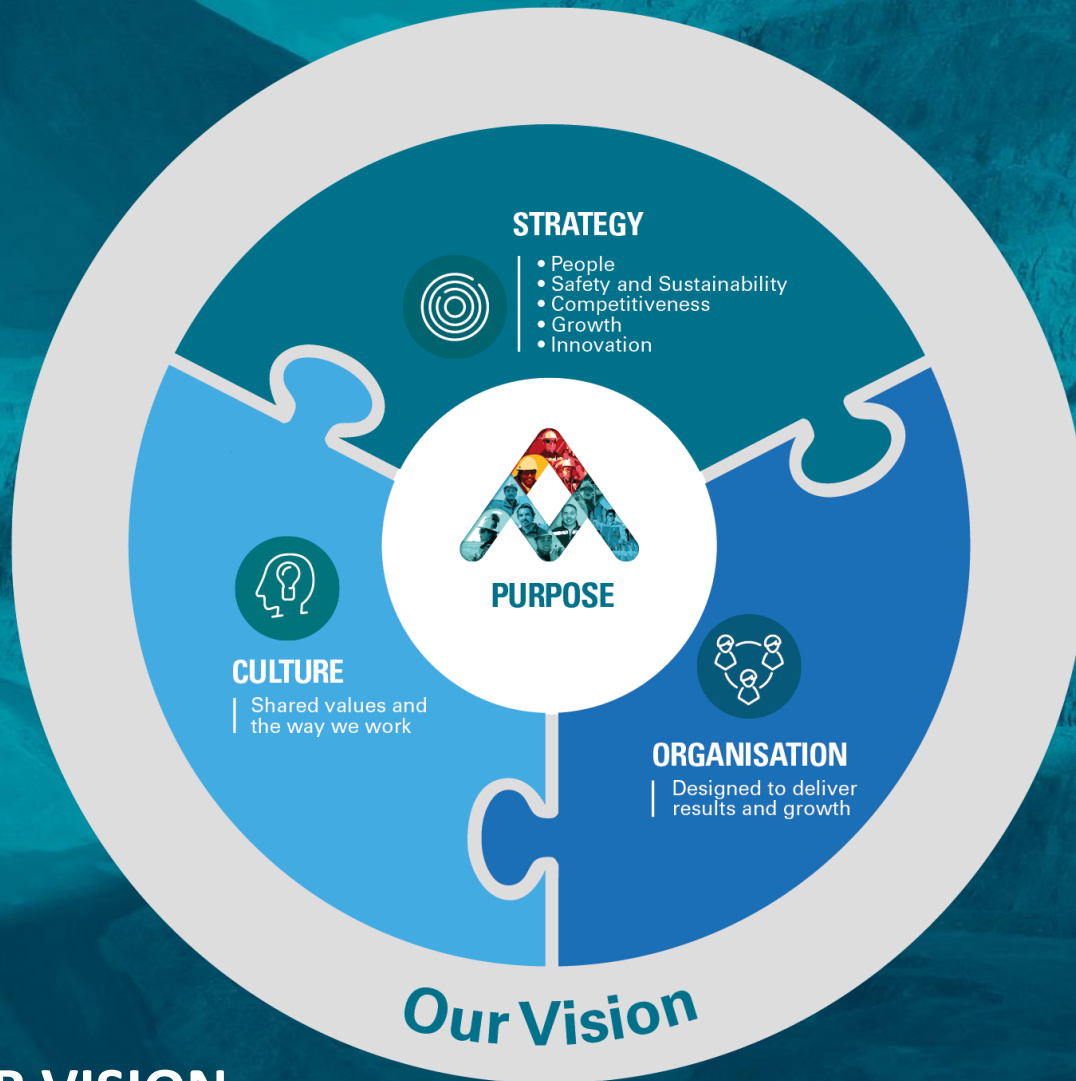 STRATEGY
• People
• Safety and Sustainability
• Competitiveness
• Growth
• Innovation
PURPOSE
CULTURE
Shared values and
the way we work
ORGANISATION
Designed to deliver
results and growth
Our Vision
R VISION